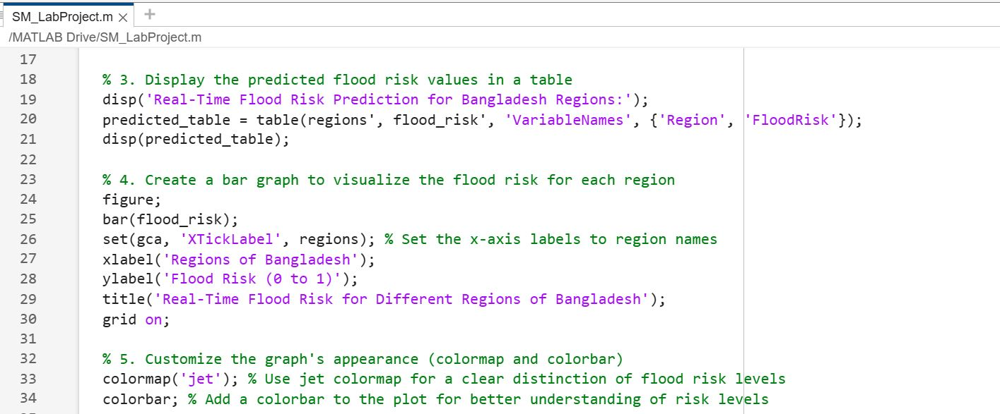 SM_LabProject.m × +
/MATLAB Drive/SM_LabProject.m
17
18 % 3. Display the predicted flood risk values in a table
19 disp('Real-Time Flood Risk Prediction for Bangladesh Regions:');
20 predicted_table = table(regions', flood_risk', 'VariableNames', {'Region', 'FloodRisk'});
21 disp(predicted_table);
22
23 % 4. Create a bar graph to visualize the flood risk for each region
24 figure;
25 bar(flood_risk);
26 set(gca, 'XTickLabel', regions); % Set the x-axis labels to region names
27 xlabel('Regions of Bangladesh');
28 ylabel('Flood Risk (0 to 1)');
29 title('Real-Time Flood Risk for Different Regions of Bangladesh');
30 grid on;
31
32 % 5. Customize the graph's appearance (colormap and colorbar)
33 colormap('jet'); % Use jet colormap for a clear distinction of flood risk levels
34 colorbar; % Add a colorbar to the plot for better understanding of risk levels